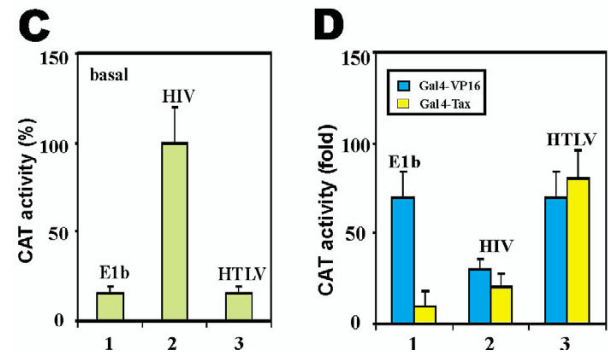 C
CAT activity (%)
150
100
50
0
basal
E1b
HIV
HTLV
1 2 3
D
CAT activity (fold)
150
100
50
0
Gal4-VP16
Gal4-Tax
E1b
HIV
HTLV
1 2 3